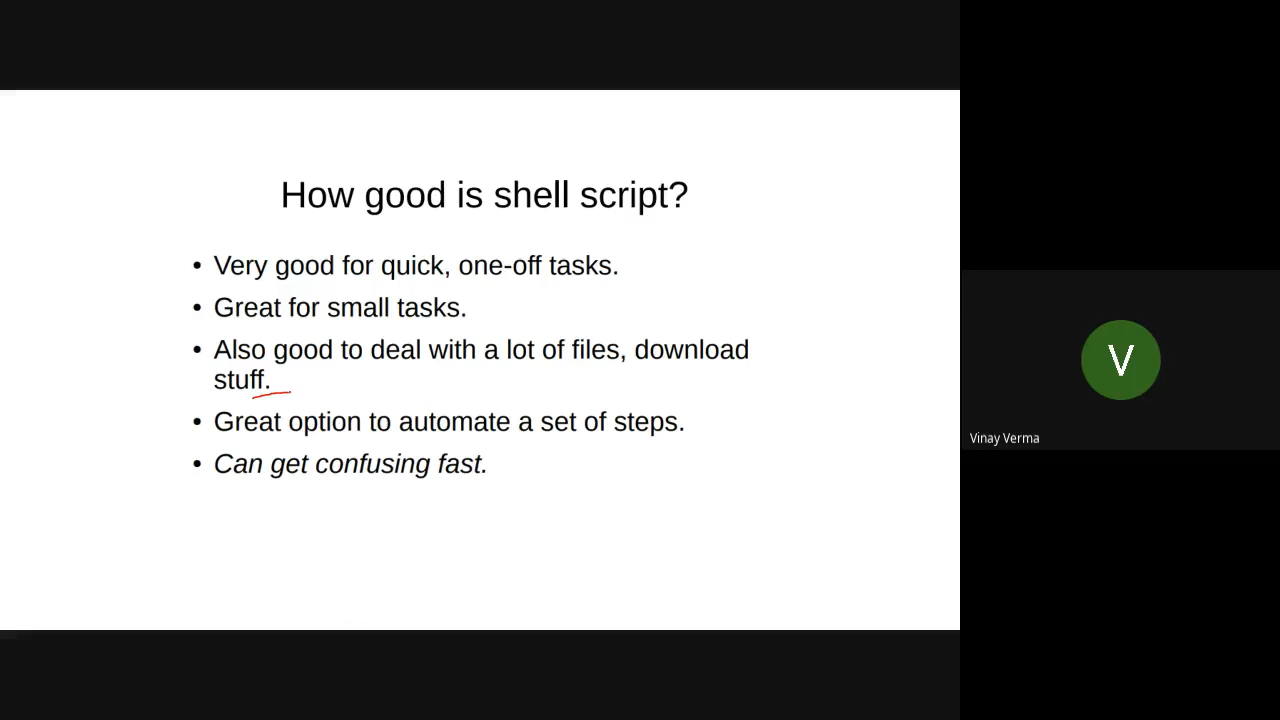 How good is shell script?
• Very good for quick, one-off tasks.
• Great for small tasks.
• Also good to deal with a lot of files, download
stuff.
• Great option to automate a set of steps.
• Can get confusing fast.
V
Vinay Verma